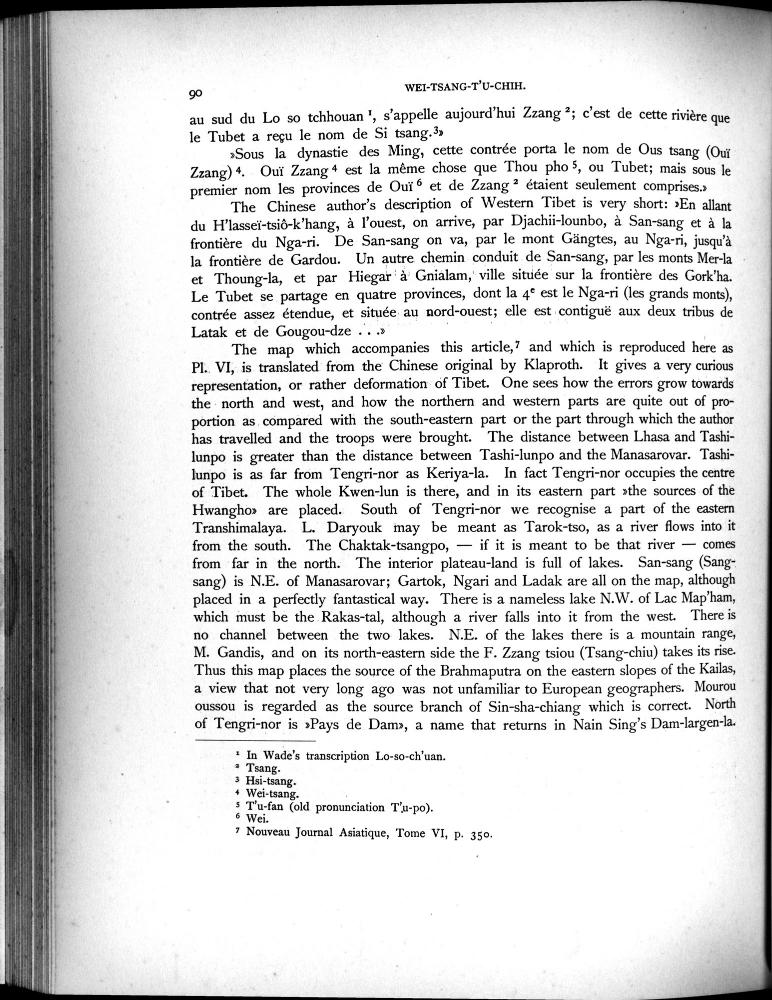 90
WEI-TSANG-T'U-CHIH.
au sud du Lo so tchhouan ¹, s'appelle aujourd'hui Zzang ²; c'est de cette rivière que
le Tubet a reçu le nom de Si tsang.³»
»Sous la dynastie des Ming, cette contrée porta le nom de Ous tsang (Ouï
Zzang) ⁴. Ouï Zzang ⁴ est la même chose que Thou pho ⁵, ou Tubet; mais sous le
premier nom les provinces de Ouï ⁶ et de Zzang ² étaient seulement comprises.»
The Chinese author's description of Western Tibet is very short: »En allant
du H'lasseï-tsiô-k'hang, à l'ouest, on arrive, par Djachii-lounbo, à San-sang et à la
frontière du Nga-ri. De San-sang on va, par le mont Gängtes, au Nga-ri, jusqu'à
la frontière de Gardou. Un autre chemin conduit de San-sang, par les monts Mer-la
et Thoung-la, et par Hiegar à Gnialam, ville située sur la frontière des Gork'ha.
Le Tubet se partage en quatre provinces, dont la 4ᵉ est le Nga-ri (les grands monts),
contrée assez étendue, et située au nord-ouest; elle est contiguë aux deux tribus de
Latak et de Gougou-dze . . .»
The map which accompanies this article,⁷ and which is reproduced here as
Pl. VI, is translated from the Chinese original by Klaproth. It gives a very curious
representation, or rather deformation of Tibet. One sees how the errors grow towards
the north and west, and how the northern and western parts are quite out of pro-
portion as compared with the south-eastern part or the part through which the author
has travelled and the troops were brought. The distance between Lhasa and Tashi-
lunpo is greater than the distance between Tashi-lunpo and the Manasarovar. Tashi-
lunpo is as far from Tengri-nor as Keriya-la. In fact Tengri-nor occupies the centre
of Tibet. The whole Kwen-lun is there, and in its eastern part »the sources of the
Hwangho» are placed. South of Tengri-nor we recognise a part of the eastern
Transhimalaya. L. Daryouk may be meant as Tarok-tso, as a river flows into it
from the south. The Chaktak-tsangpo, — if it is meant to be that river — comes
from far in the north. The interior plateau-land is full of lakes. San-sang (Sang-
sang) is N.E. of Manasarovar; Gartok, Ngari and Ladak are all on the map, although
placed in a perfectly fantastical way. There is a nameless lake N.W. of Lac Map'ham,
which must be the Rakas-tal, although a river falls into it from the west. There is
no channel between the two lakes. N.E. of the lakes there is a mountain range,
M. Gandis, and on its north-eastern side the F. Zzang tsiou (Tsang-chiu) takes its rise.
Thus this map places the source of the Brahmaputra on the eastern slopes of the Kailas,
a view that not very long ago was not unfamiliar to European geographers. Mourou
oussou is regarded as the source branch of Sin-sha-chiang which is correct. North
of Tengri-nor is »Pays de Dam», a name that returns in Nain Sing's Dam-largen-la.
¹ In Wade's transcription Lo-so-ch'uan.
² Tsang.
³ Hsi-tsang.
⁴ Wei-tsang.
⁵ T'u-fan (old pronunciation T'u-po).
⁶ Wei.
⁷ Nouveau Journal Asiatique, Tome VI, p. 350.